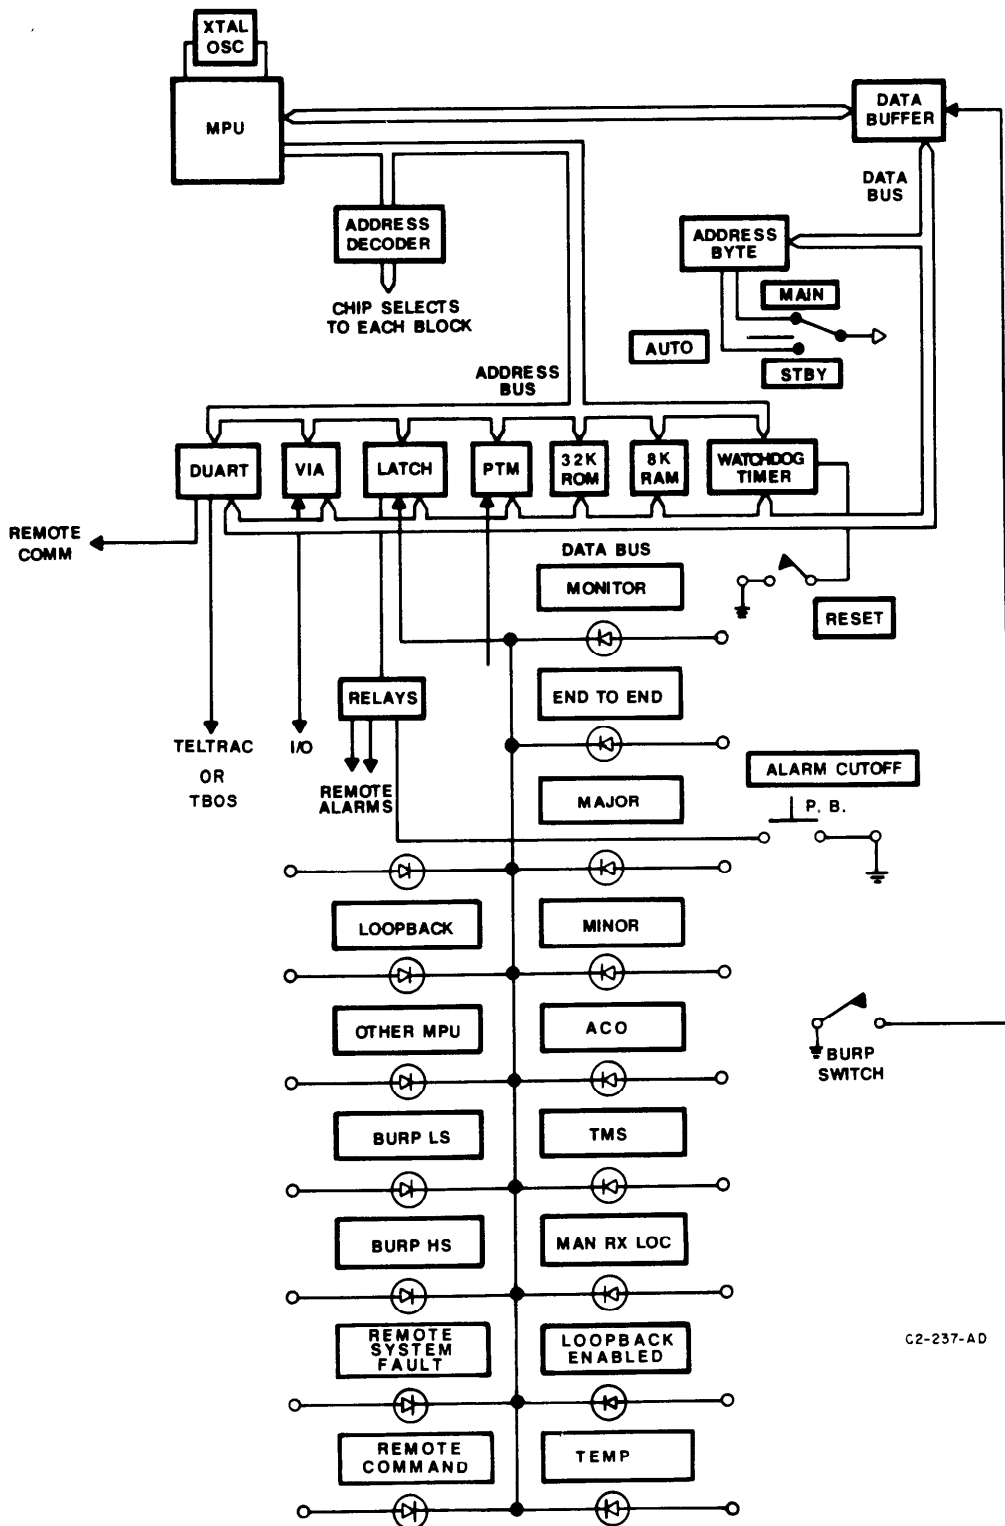 XTAL
OSC
MPU
DATA
BUFFER
DATA
BUS
ADDRESS
DECODER
ADDRESS
BYTE
CHIP SELECTS
TO EACH BLOCK
MAIN
AUTO
STBY
ADDRESS
BUS
DUART
VIA
LATCH
PTM
32K
ROM
8K
RAM
WATCHDOG
TIMER
REMOTE
COMM
DATA BUS
MONITOR
RESET
RELAYS
END TO END
TELTRAC
OR
TBOS
I/O
REMOTE
ALARMS
MAJOR
ALARM CUTOFF
P. B.
LOOPBACK
MINOR
OTHER MPU
ACO
BURP
SWITCH
BURP LS
TMS
BURP HS
MAN RX LOC
REMOTE
SYSTEM
FAULT
LOOPBACK
ENABLED
C2-237-AD
REMOTE
COMMAND
TEMP